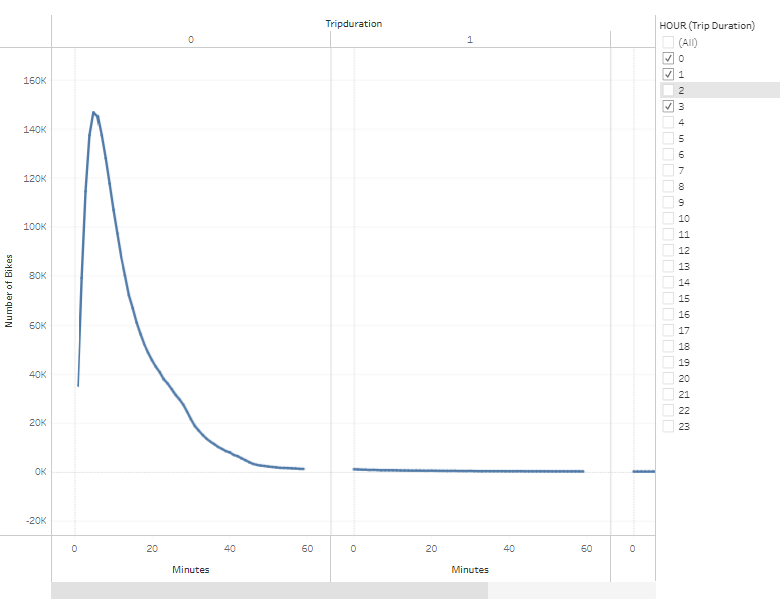 Tripduration
0 1
160K
140K
120K
100K
80K
60K
40K
20K
0K
-20K
Number of Bikes
0 20 40 60 0 20 40 60 0
Minutes Minutes
HOUR (Trip Duration)
(All)
0
1
2
3
4
5
6
7
8
9
10
11
12
13
14
15
16
17
18
19
20
21
22
23